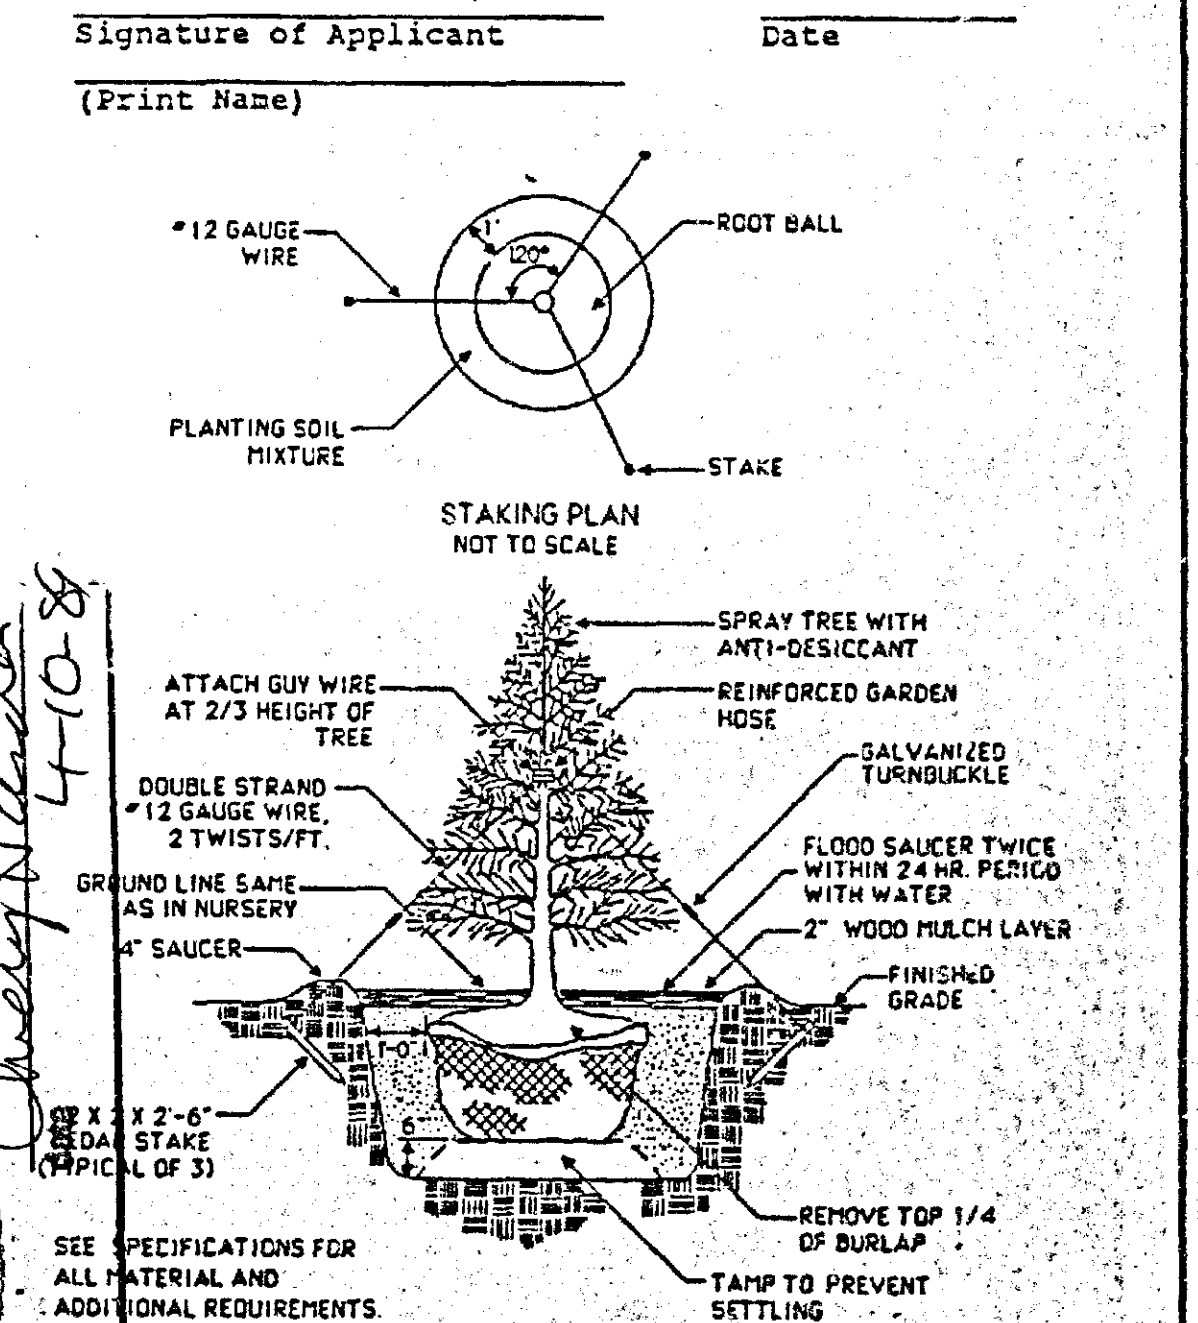 Signature of Applicant Date
(Print Name)
#12 GAUGE
WIRE
1'
120°
ROOT BALL
PLANTING SOIL
MIXTURE
STAKE
STAKING PLAN
NOT TO SCALE
4-10-8
SPRAY TREE WITH
ANTI-DESICCANT
ATTACH GUY WIRE
AT 2/3 HEIGHT OF
TREE
REINFORCED GARDEN
HOSE
GALVANIZED
TURNBUCKLE
DOUBLE STRAND
#12 GAUGE WIRE,
2 TWISTS/FT.
FLOOD SAUCER TWICE
WITHIN 24 HR. PERIOD
WITH WATER
GROUND LINE SAME
AS IN NURSERY
4" SAUCER
2" WOOD MULCH LAYER
FINISHED
GRADE
1'-0"
6"
X 2 X 2'-6"
CEDAR STAKE
(TYPICAL OF 3)
REMOVE TOP 1/4
OF BURLAP
TAMP TO PREVENT
SETTLING
SEE SPECIFICATIONS FOR
ALL MATERIAL AND
ADDITIONAL REQUIREMENTS.